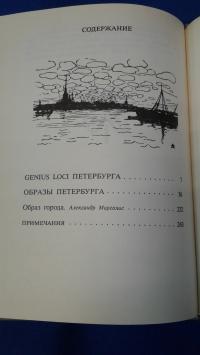 СОДЕРЖАНИЕ
GENIUS LOCI ПЕТЕРБУРГА
ОБРАЗЫ ПЕТЕРБУРГА
Образ города. Александр Марголис
ПРИМЕЧАНИЯ